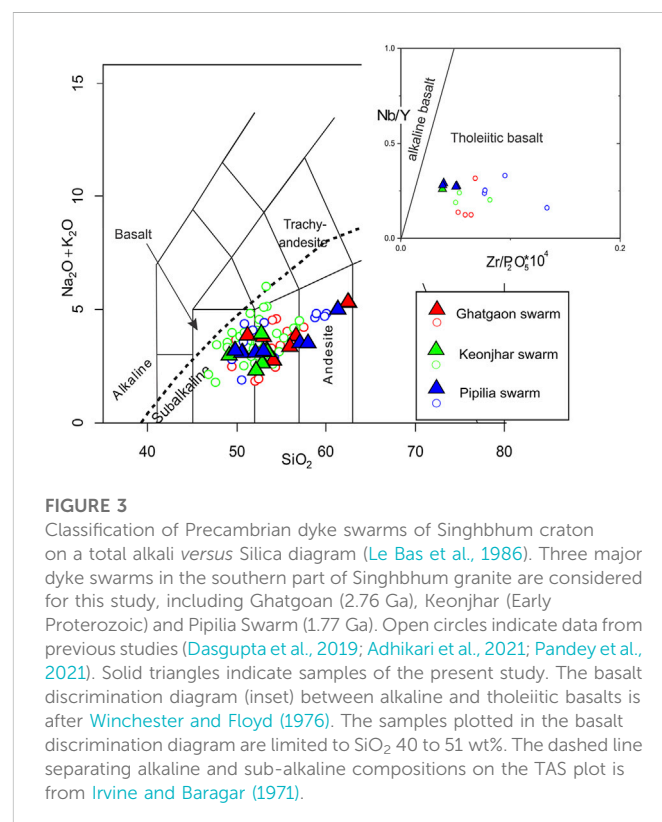 15
10
5
0
Na₂O+K₂O
40
50
60
70
80
SiO₂
Basalt
Trachy-
andesite
Alkaline
Subalkaline
Andesite
1.0
0.5
0.0
Nb/Y
alkaline basalt
Tholeiitic basalt
0.0
0.2
Zr/P₂O₅*10⁴
Ghatgaon swarm
Keonjhar swarm
Pipilia swarm
FIGURE 3
Classification of Precambrian dyke swarms of Singhbhum craton
on a total alkali versus Silica diagram (Le Bas et al., 1986). Three major
dyke swarms in the southern part of Singhbhum granite are considered
for this study, including Ghatgoan (2.76 Ga), Keonjhar (Early
Proterozoic) and Pipilia Swarm (1.77 Ga). Open circles indicate data from
previous studies (Dasgupta et al., 2019; Adhikari et al., 2021; Pandey et al.,
2021). Solid triangles indicate samples of the present study. The basalt
discrimination diagram (inset) between alkaline and tholeiitic basalts is
after Winchester and Floyd (1976). The samples plotted in the basalt
discrimination diagram are limited to SiO₂ 40 to 51 wt%. The dashed line
separating alkaline and sub-alkaline compositions on the TAS plot is
from Irvine and Baragar (1971).